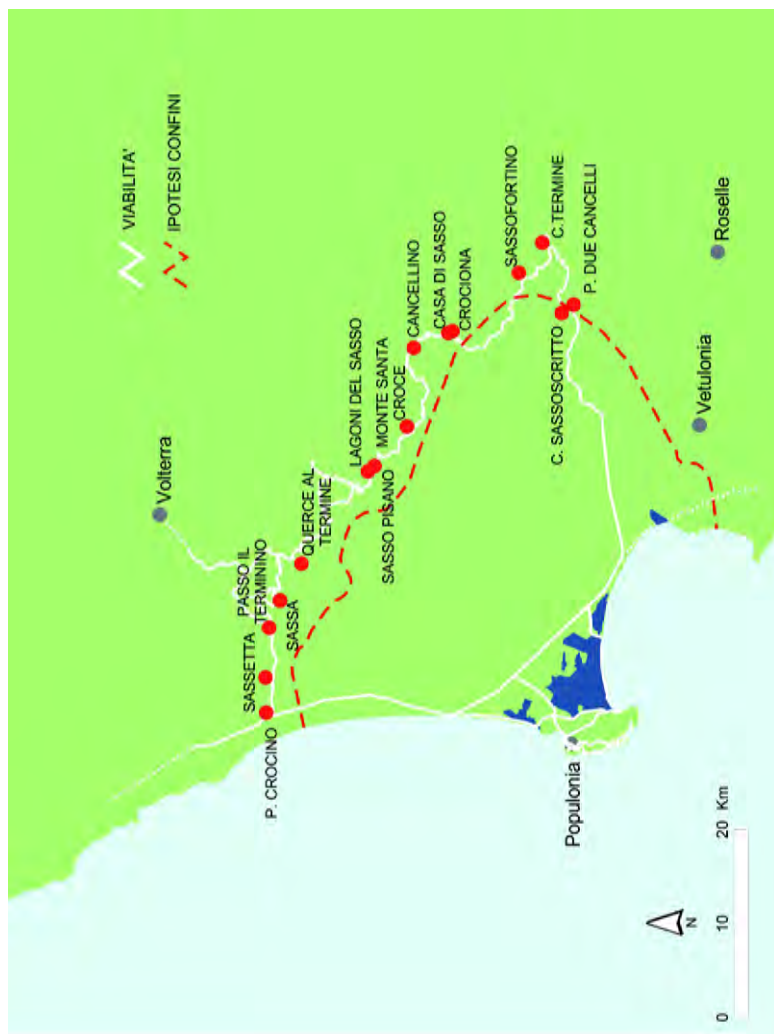 VIABILITA'
IPOTESI CONFINI
Volterra
PASSO IL
TERMININO
SASSETTA
P. CROCINO
SASSA
QUERCE AL
TERMINE
LAGONI DEL SASSO
SASSO PISANO
MONTE SANTA
CROCE
CANCELLINO
CASA DI SASSO
CROCIONA
SASSOFORTINO
C.TERMINE
P. DUE CANCELLI
C. SASSOSCRITTO
Roselle
Vetulonia
Populonia
N
0 10 20 Km